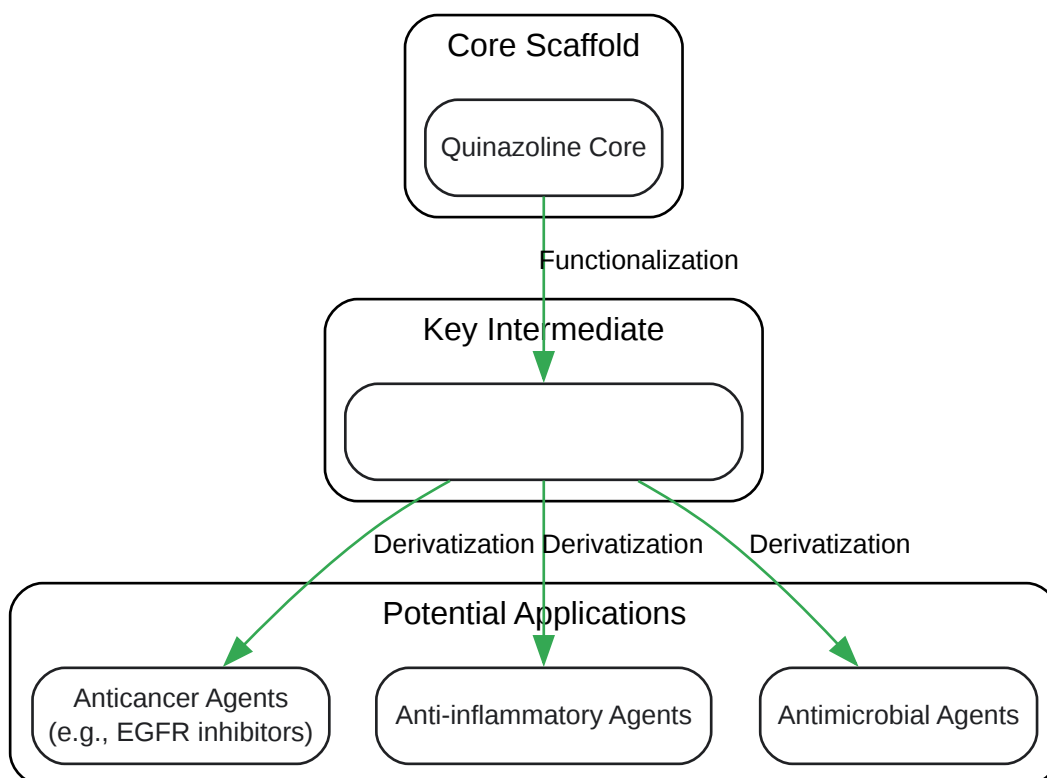 Core Scaffold
Quinazoline Core
Functionalization
Key Intermediate
Derivatization Derivatization Derivatization
Potential Applications
Anticancer Agents
(e.g., EGFR inhibitors)
Anti-inflammatory Agents
Antimicrobial Agents